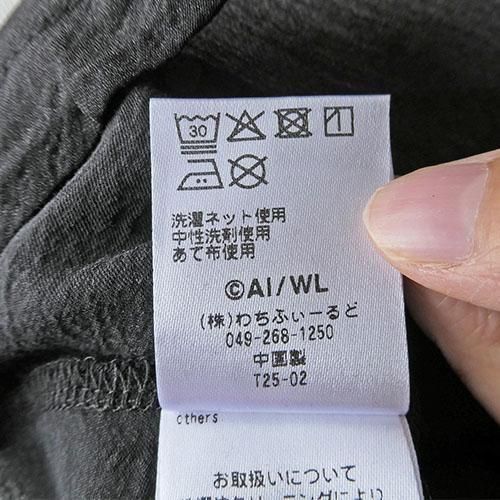 30
洗濯ネット使用
中性洗剤使用
あて布使用
©AI/WL
(株)わちふぃーるど
049-268-1250
中国製
T25-02
others
お取扱いについて